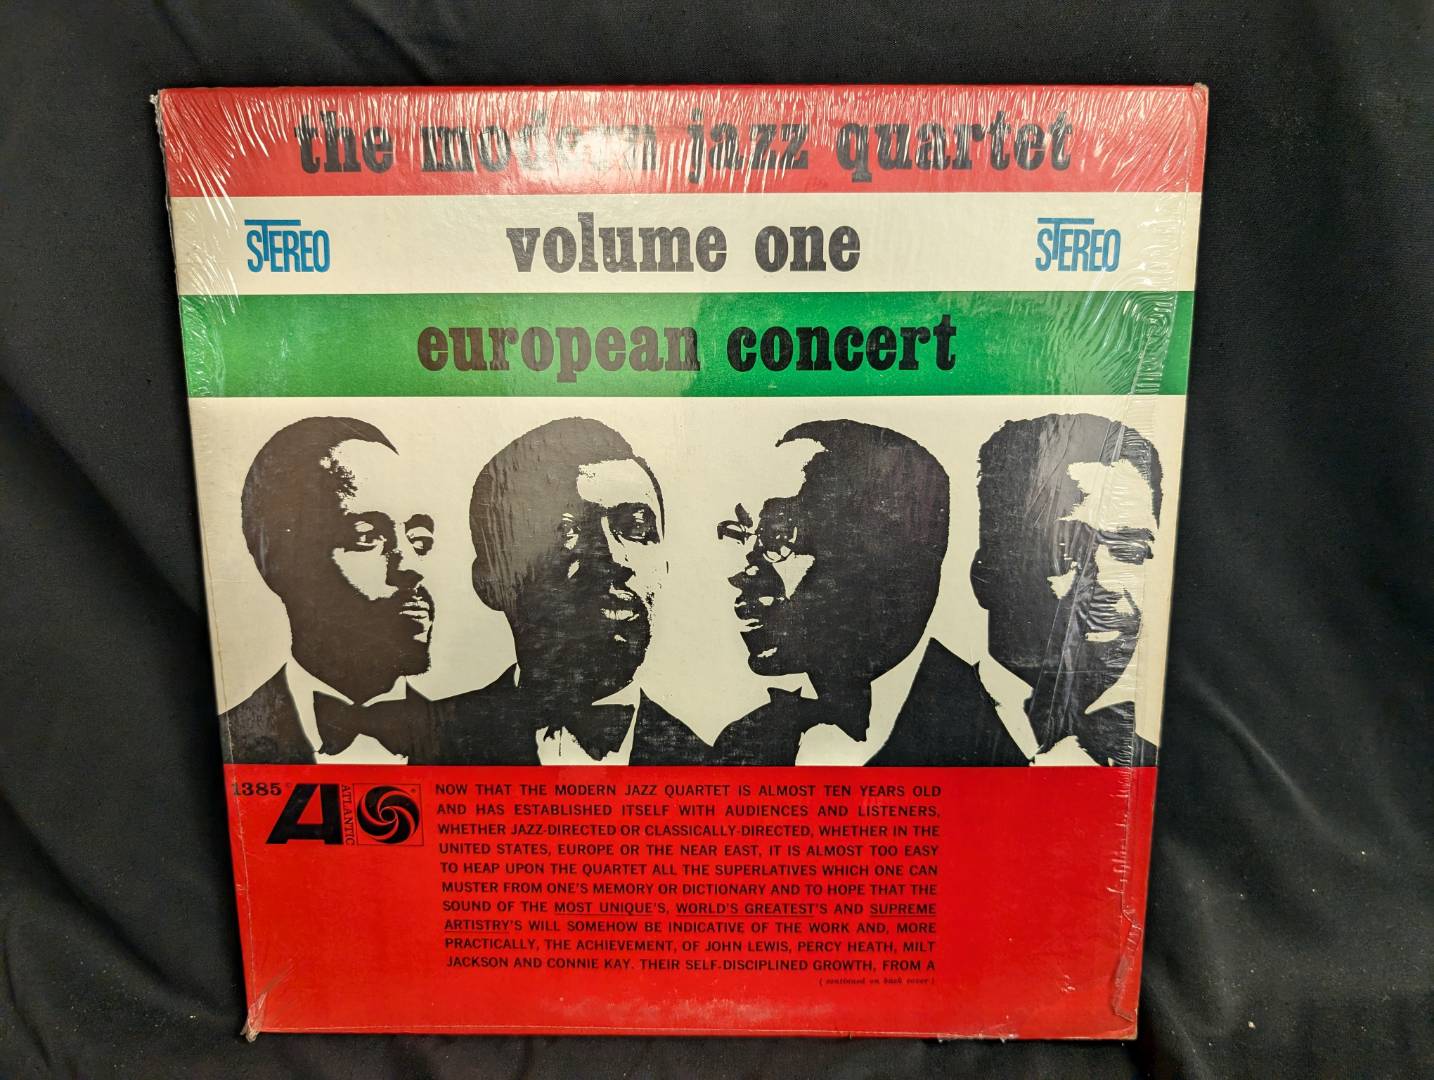 the modern jazz quartet
STEREO volume one STEREO
european concert
1385
A ATLANTIC
NOW THAT THE MODERN JAZZ QUARTET IS ALMOST TEN YEARS OLD
AND HAS ESTABLISHED ITSELF WITH AUDIENCES AND LISTENERS,
WHETHER JAZZ-DIRECTED OR CLASSICALLY-DIRECTED, WHETHER IN THE
UNITED STATES, EUROPE OR THE NEAR EAST, IT IS ALMOST TOO EASY
TO HEAP UPON THE QUARTET ALL THE SUPERLATIVES WHICH ONE CAN
MUSTER FROM ONE'S MEMORY OR DICTIONARY AND TO HOPE THAT THE
SOUND OF THE MOST UNIQUE'S, WORLD'S GREATEST'S AND SUPREME
ARTISTRY'S WILL SOMEHOW BE INDICATIVE OF THE WORK AND, MORE
PRACTICALLY, THE ACHIEVEMENT, OF JOHN LEWIS, PERCY HEATH, MILT
JACKSON AND CONNIE KAY. THEIR SELF-DISCIPLINED GROWTH, FROM A
(continued on back cover)